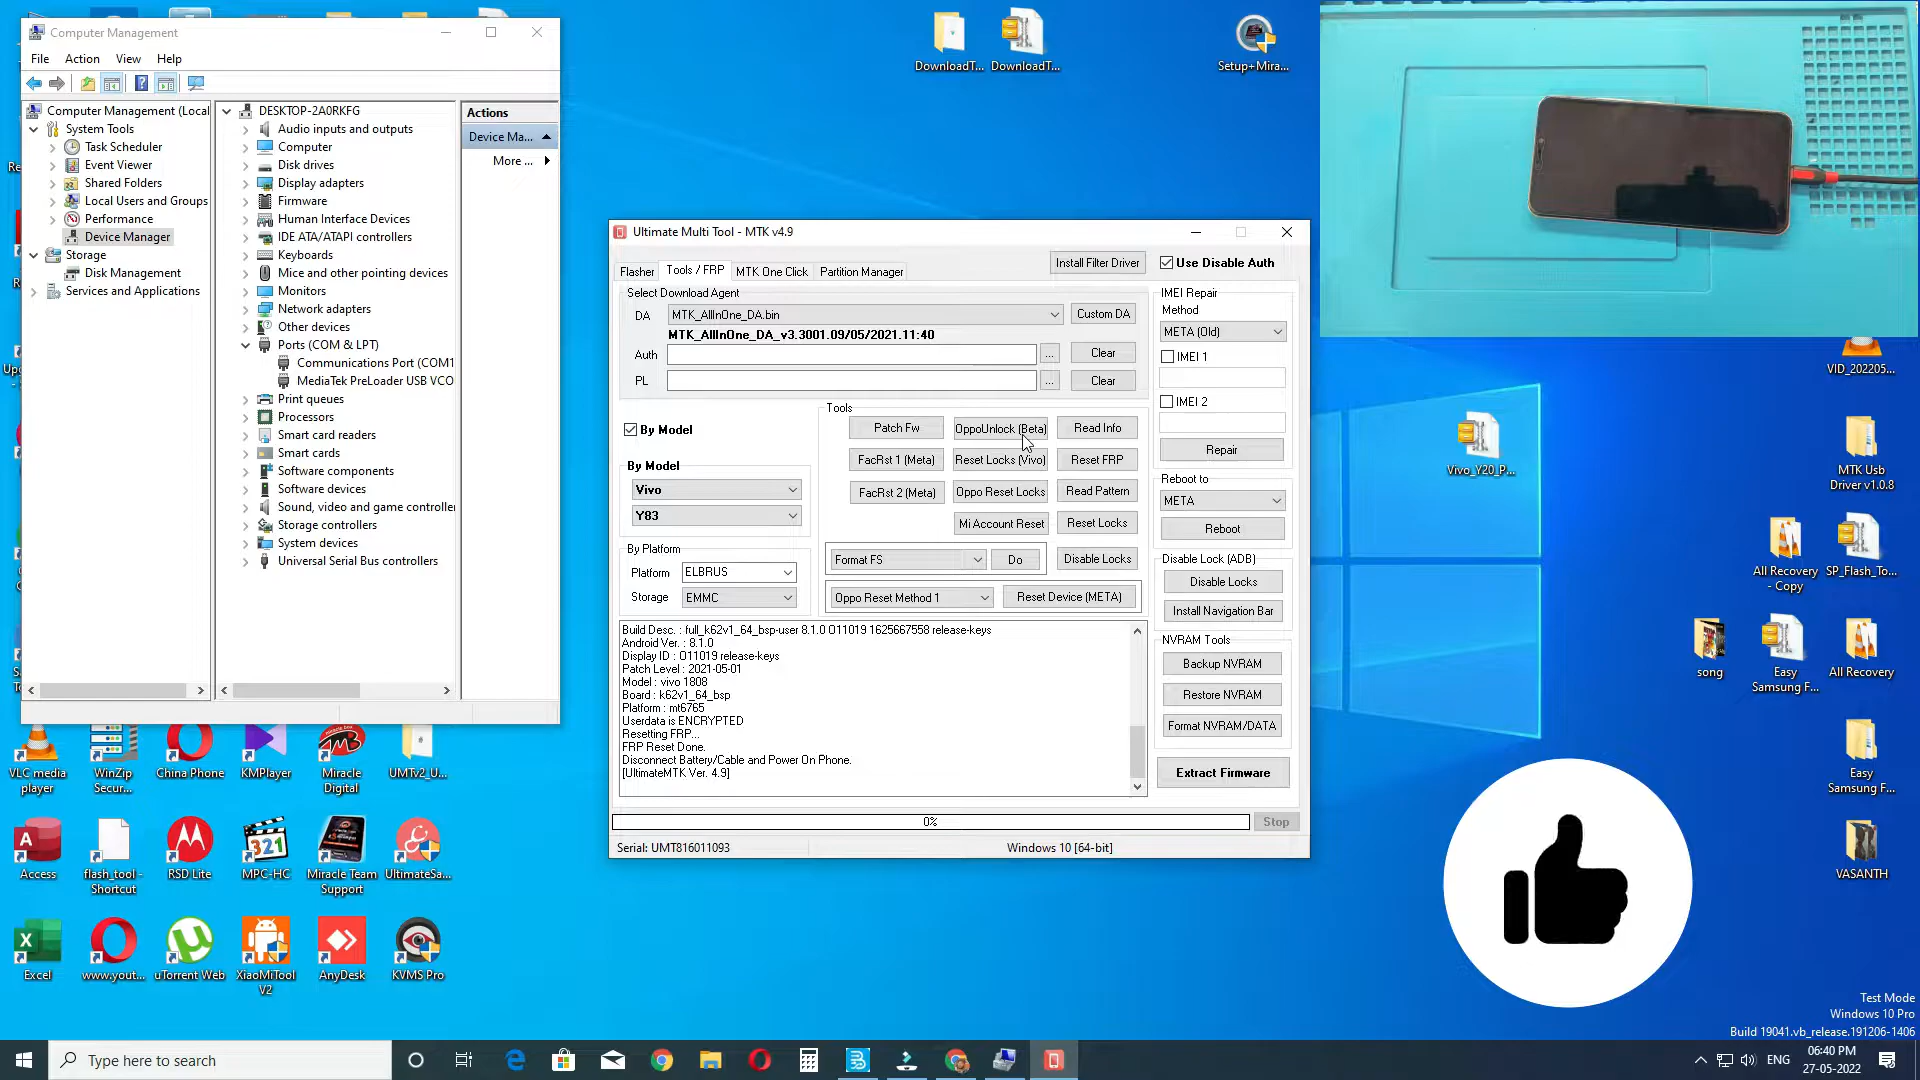 Computer Management
File Action View Help
Computer Management (Local
System Tools
Task Scheduler
Event Viewer
Shared Folders
Local Users and Groups
Performance
Device Manager
Storage
Disk Management
Services and Applications
DESKTOP-2A0RKFG
Audio inputs and outputs
Computer
Disk drives
Display adapters
Firmware
Human Interface Devices
IDE ATA/ATAPI controllers
Keyboards
Mice and other pointing devices
Monitors
Network adapters
Other devices
Ports (COM & LPT)
Communications Port (COM1
MediaTek PreLoader USB VCO
Print queues
Processors
Smart card readers
Smart cards
Software components
Software devices
Sound, video and game controlle
Storage controllers
System devices
Universal Serial Bus controllers
Actions
Device Ma...
More ...
DownloadT...
DownloadT...
Setup+Mira...
Ultimate Multi Tool - MTK v4.9
Flasher
Tools / FRP
MTK One Click
Partition Manager
Install Filter Driver
Use Disable Auth
Select Download Agent
DA
MTK_AllInOne_DA.bin
Custom DA
MTK_AllInOne_DA_v3.3001.09/05/2021.11:40
Auth
...
Clear
PL
...
Clear
By Model
By Model
Vivo
Y83
By Platform
Platform
ELBRUS
Storage
EMMC
Tools
Patch Fw
OppoUnlock (Beta)
Read Info
FacRst 1 (Meta)
Reset Locks (Vivo)
Reset FRP
FacRst 2 (Meta)
Oppo Reset Locks
Read Pattern
Mi Account Reset
Reset Locks
Format FS
Do
Disable Locks
Oppo Reset Method 1
Reset Device (META)
IMEI Repair
Method
META (Old)
IMEI 1
IMEI 2
Repair
Reboot to
META
Reboot
Disable Lock (ADB)
Disable Locks
Install Navigation Bar
NVRAM Tools
Backup NVRAM
Restore NVRAM
Format NVRAM/DATA
Extract Firmware
Build Desc. : full_k62v1_64_bsp-user 8.1.0 O11019 1625667558 release-keys
Android Ver. : 8.1.0
Display ID : O11019 release-keys
Patch Level : 2021-05-01
Model : vivo 1808
Board : k62v1_64_bsp
Platform : mt6765
Userdata is ENCRYPTED
Resetting FRP...
FRP Reset Done.
Disconnect Battery/Cable and Power On Phone.
[UltimateMTK Ver. 4.9]
0%
Stop
Serial: UMT816011093
Windows 10 [64-bit]
VID_202205...
Vivo_Y20_P...
MTK Usb
Driver v1.0.8
All Recovery
- Copy
SP_Flash_To...
song
Easy
Samsung F...
All Recovery
Easy
Samsung F...
VASANTH
VLC media
player
WinZip
Secur...
China Phone
KMPlayer
Miracle
Digital
UMTv2_U...
Access
flash_tool -
Shortcut
RSD Lite
321
MPC-HC
Miracle Team
Support
UltimateSa...
Excel
www.yout...
uTorrent Web
XiaoMiTool
V2
AnyDesk
KVMS Pro
Test Mode
Windows 10 Pro
Build 19041.vb_release.191206-1406
Type here to search
ENG
06:40 PM
27-05-2022